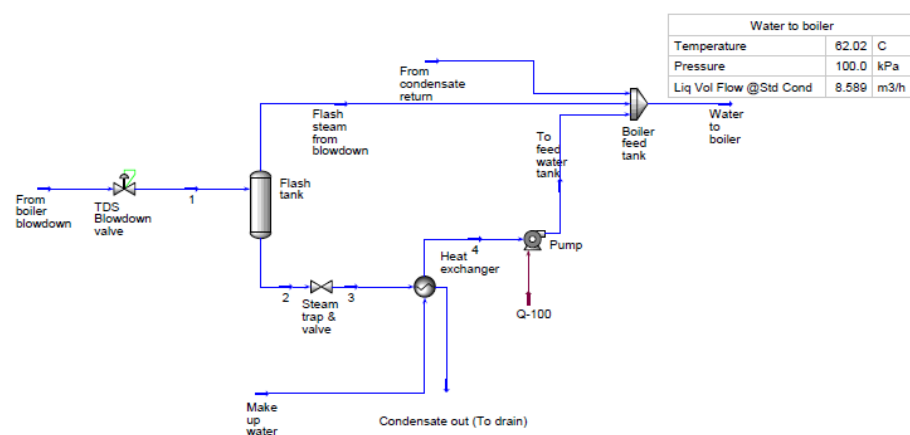 Water to boiler
Temperature 62.02 C
Pressure 100.0 kPa
Liq Vol Flow @Std Cond 8.589 m3/h
From
condensate
return
Flash
steam
from
blowdown
To
feed
water
tank
Boiler
feed
tank
Water
to
boiler
From
boiler
blowdown
TDS
Blowdown
valve
1
Flash
tank
2
Steam
trap &
valve
3
4
Heat
exchanger
Pump
Q-100
Make
up
water
Condensate out (To drain)